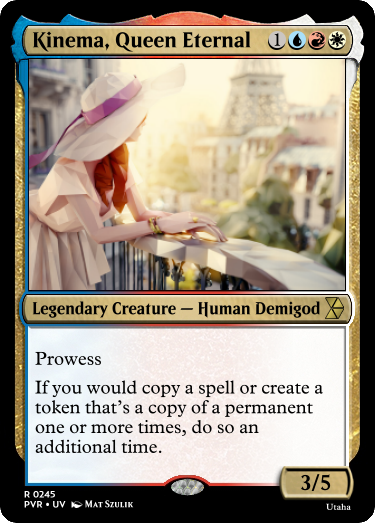 Kinema, Queen Eternal 1
Legendary Creature — Human Demigod
Prowess
If you would copy a spell or create a
token that's a copy of a permanent
one or more times, do so an
additional time.
3/5
R 0245
PVR • UV Mat Szulik
Utaha